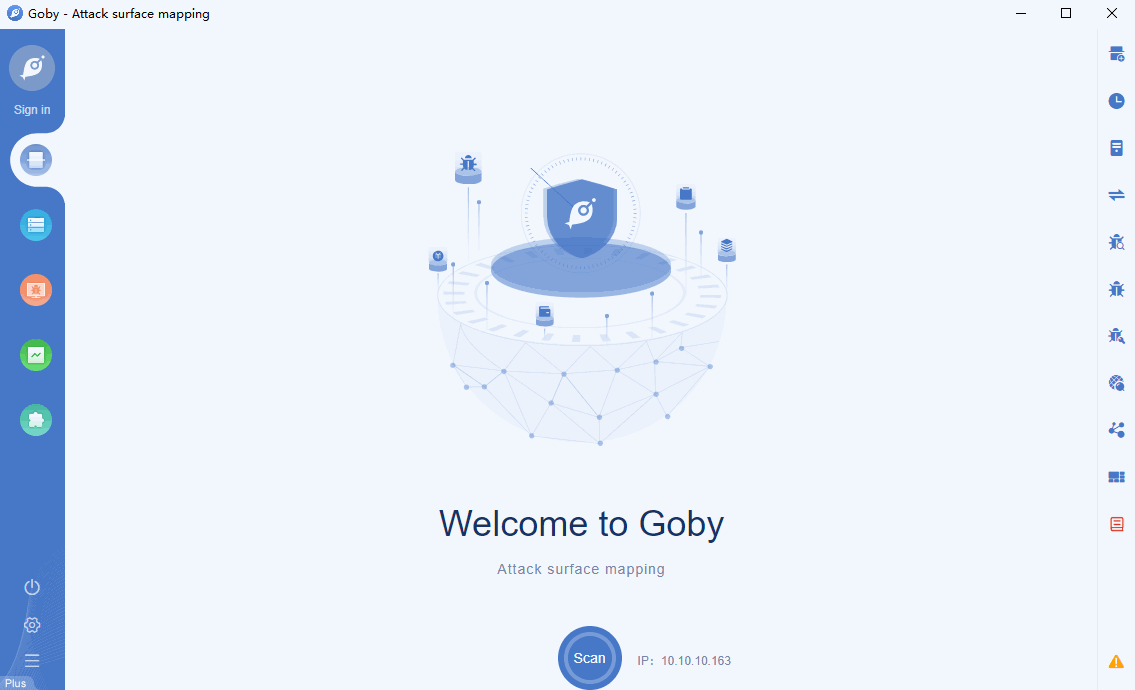 Goby - Attack surface mapping
Sign in
Welcome to Goby
Attack surface mapping
Scan
IP: 10.10.10.163
Plus